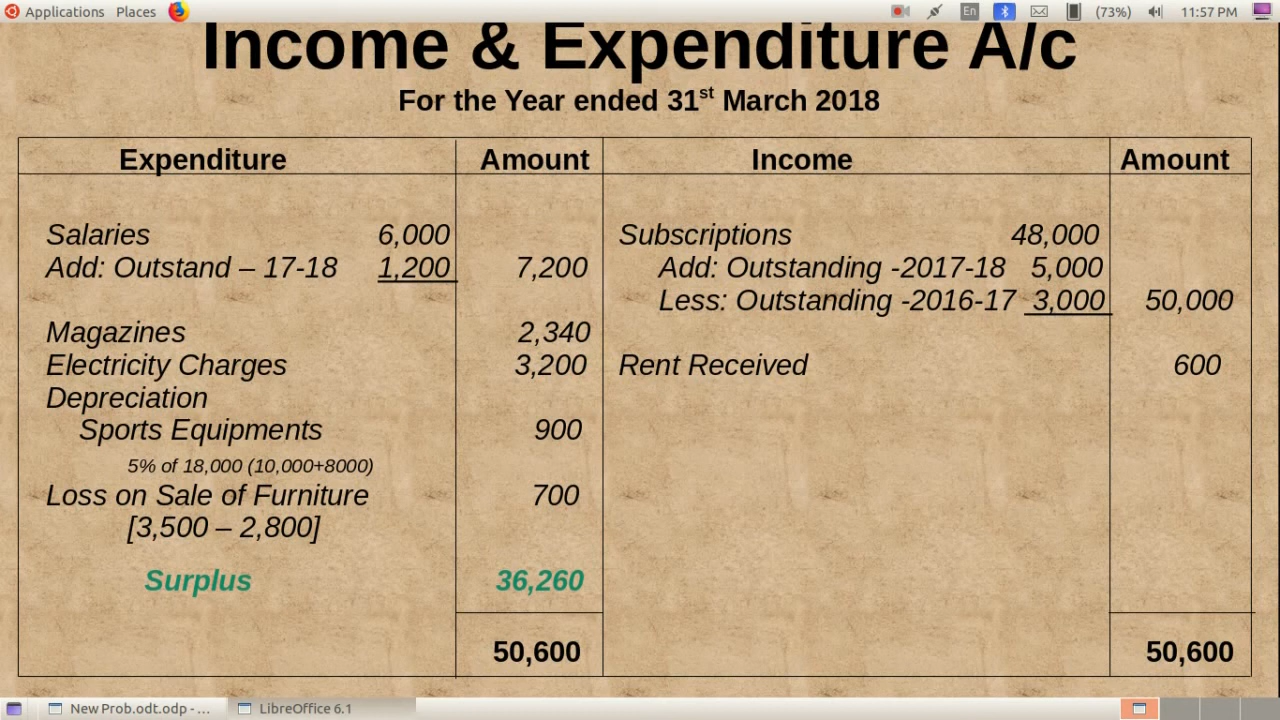 Applications Places En (73%) 11:57 PM
Income & Expenditure A/c
For the Year ended 31st March 2018
Expenditure Amount Income Amount
Salaries 6,000 Subscriptions 48,000
Add: Outstand – 17-18 1,200 7,200 Add: Outstanding -2017-18 5,000
Less: Outstanding -2016-17 3,000 50,000
Magazines 2,340
Electricity Charges 3,200 Rent Received 600
Depreciation
Sports Equipments 900
5% of 18,000 (10,000+8000)
Loss on Sale of Furniture 700
[3,500 – 2,800]
Surplus 36,260
50,600 50,600
New Prob.odt.odp - ... LibreOffice 6.1